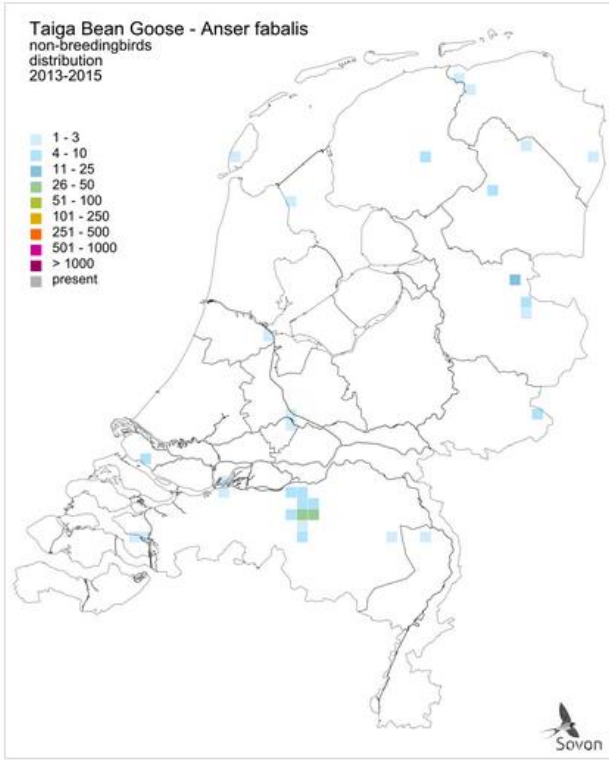 Taiga Bean Goose - Anser fabalis
non-breedingbirds
distribution
2013-2015
1 - 3
4 - 10
11 - 25
26 - 50
51 - 100
101 - 250
251 - 500
501 - 1000
> 1000
present
Sovon